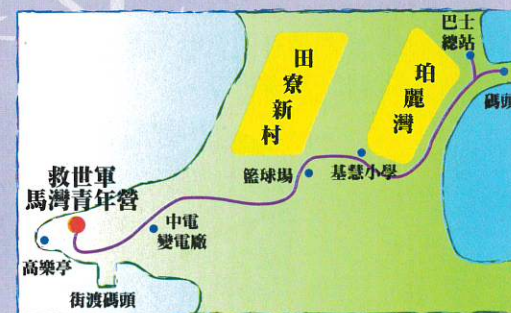 巴士
總站
碼頭
田寮新村
珀麗灣
籃球場
基慧小學
救世軍
馬灣青年營
中電
變電廠
高樂亭
街渡碼頭